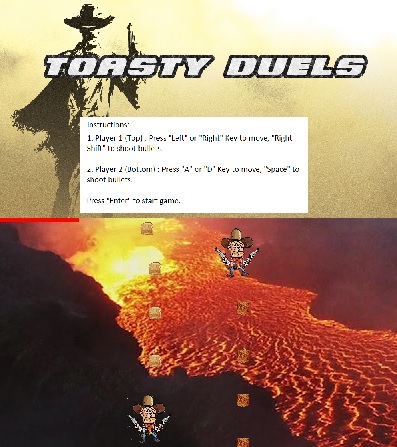 TOASTY DUELS
Instructions:
1. Player 1 (Top) : Press "Left" or "Right" Key to move, "Right
Shift" to shoot bullets.
2. Player 2 (Bottom) : Press "A" or "D" Key to move, "Space" to
shoot bullets.
Press "Enter" to start game.